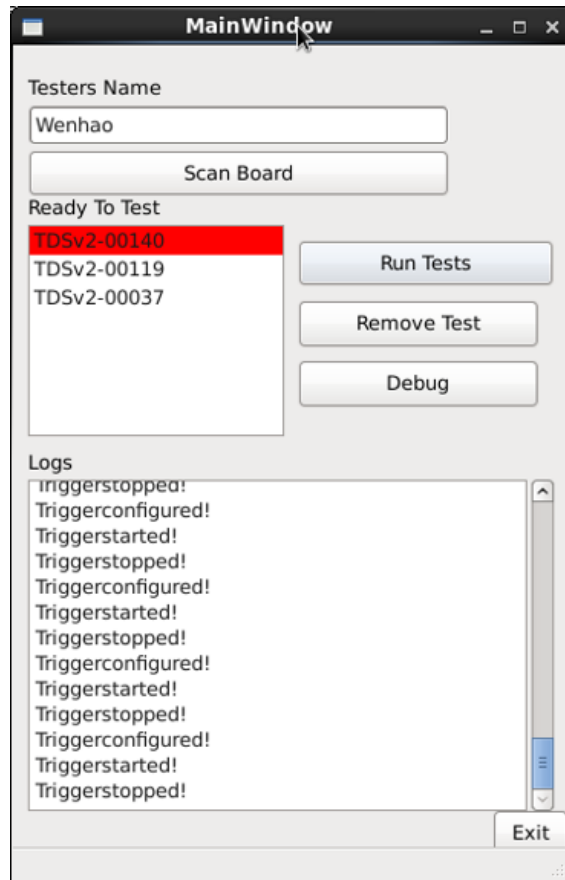 MainWindow
Testers Name
Wenhao
Scan Board
Ready To Test
TDSv2-00140
TDSv2-00119
TDSv2-00037
Run Tests
Remove Test
Debug
Logs
Triggerstopped!
Triggerconfigured!
Triggerstarted!
Triggerstopped!
Triggerconfigured!
Triggerstarted!
Triggerstopped!
Triggerconfigured!
Triggerstarted!
Triggerstopped!
Triggerconfigured!
Triggerstarted!
Triggerstopped!
Exit